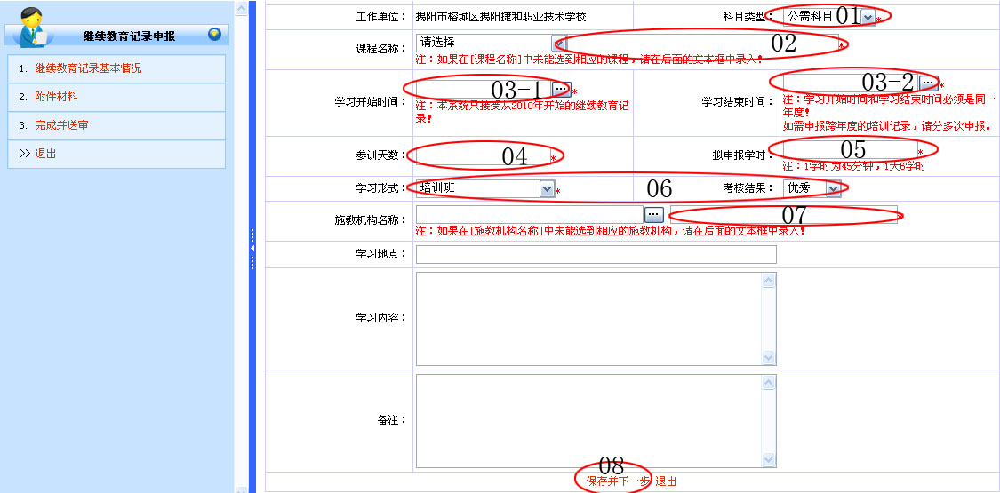 继续教育记录申报
1. 继续教育记录基本情况
2. 附件材料
3. 完成并送审
>> 退出
工作单位： 揭阳市榕城区揭阳捷和职业技术学校 科目类型： 公需科目 01 *
课程名称： 请选择 02 *
注：如果在[课程名称]中未能选到相应的课程，请在后面的文本框中录入！
学习开始时间： 03-1 ... *
注：本系统只接受从2010年开始的继续教育记
录！
学习结束时间： 03-2 ... *
注：学习开始时间和学习结束时间必须是同一
年度！
如需申报跨年度的培训记录，请分多次申报。
参训天数： 04 * 拟申报学时： 05 *
注：1学时为45分钟，1天6学时
学习形式： 培训班 * 06 考核结果： 优秀
施教机构名称： ... 07 *
注：如果在[施教机构名称]中未能选到相应的施教机构，请在后面的文本框中录入！
学习地点：
学习内容：
备注：
08
保存并下一步 退出